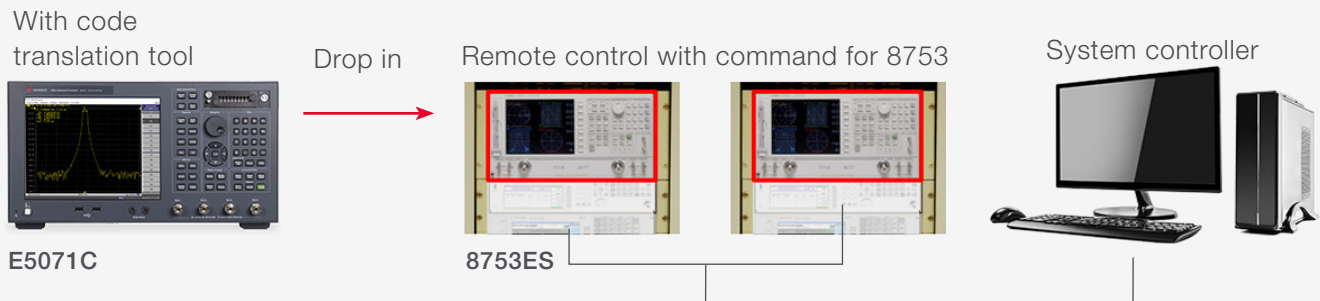 With code
translation tool
Drop in
Remote control with command for 8753
System controller
E5071C
8753ES